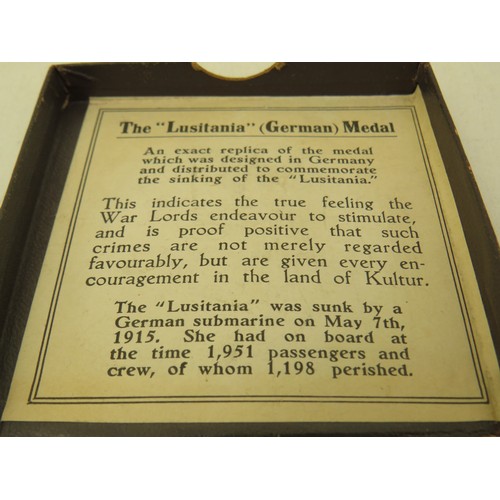 The "Lusitania" (German) Medal
An exact replica of the medal
which was designed in Germany
and distributed to commemorate
the sinking of the "Lusitania."
This indicates the true feeling the
War Lords endeavour to stimulate,
and is proof positive that such
crimes are not merely regarded
favourably, but are given every en-
couragement in the land of Kultur.
The "Lusitania" was sunk by a
German submarine on May 7th,
1915. She had on board at
the time 1,951 passengers and
crew, of whom 1,198 perished.